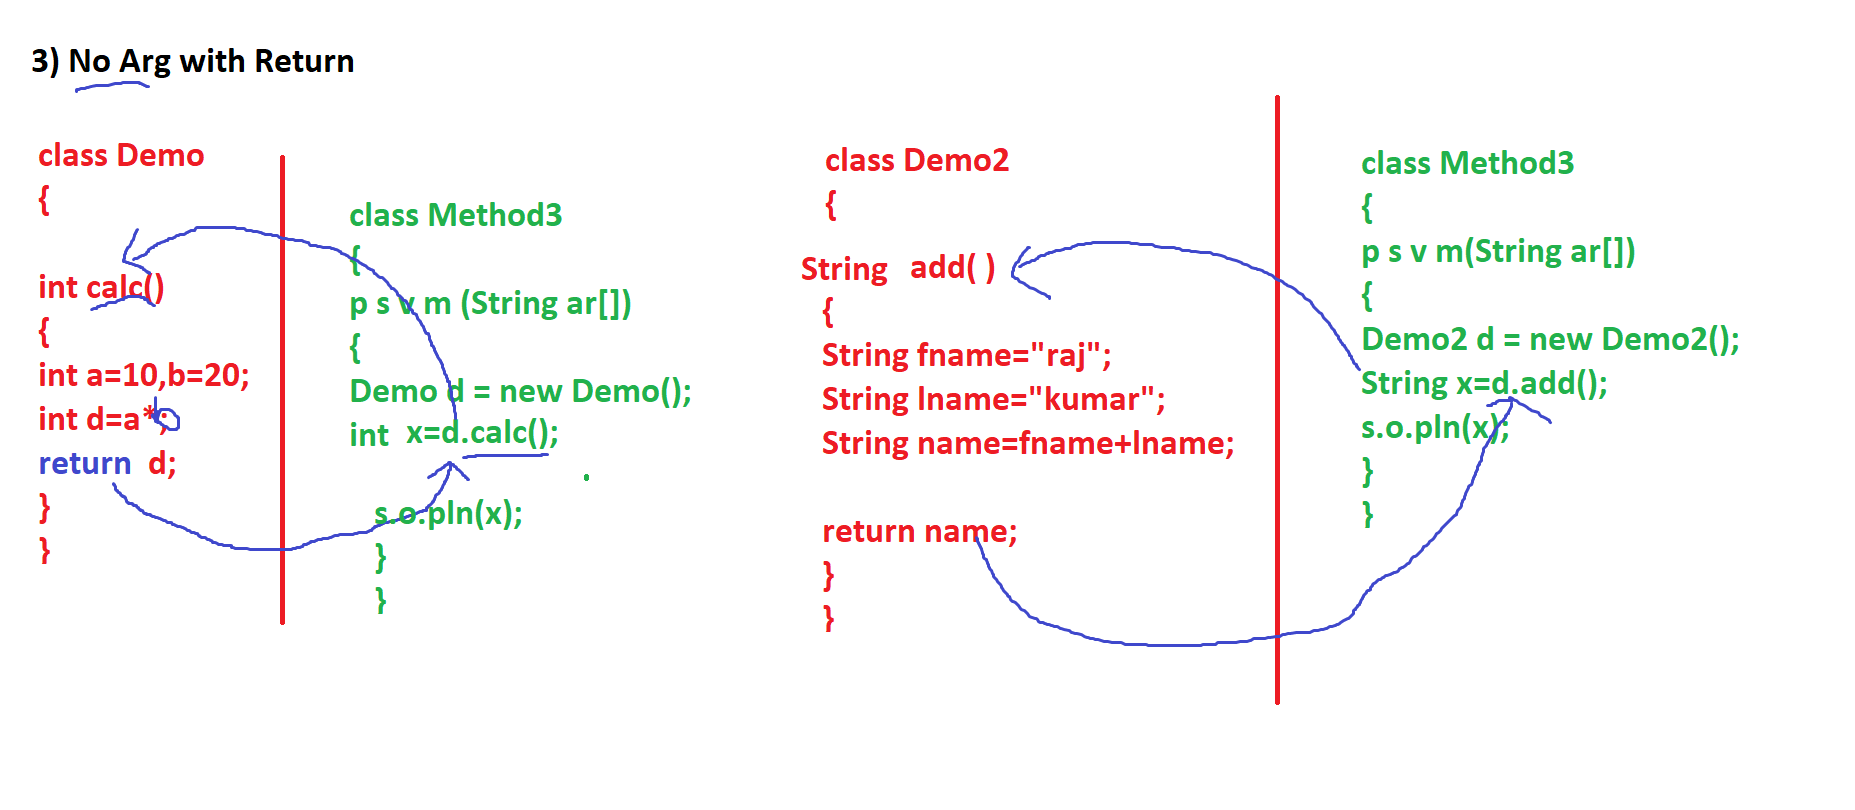 3) No Arg with Return
class Demo
{
int calc()
{
int a=10,b=20;
int d=a*b;
return d;
}
}
class Method3
{
p s v m (String ar[])
{
Demo d = new Demo();
int x=d.calc();
s.o.pln(x);
}
}
class Demo2
{
String add( )
{
String fname="raj";
String lname="kumar";
String name=fname+lname;
return name;
}
}
class Method3
{
p s v m(String ar[])
{
Demo2 d = new Demo2();
String x=d.add();
s.o.pln(x);
}
}